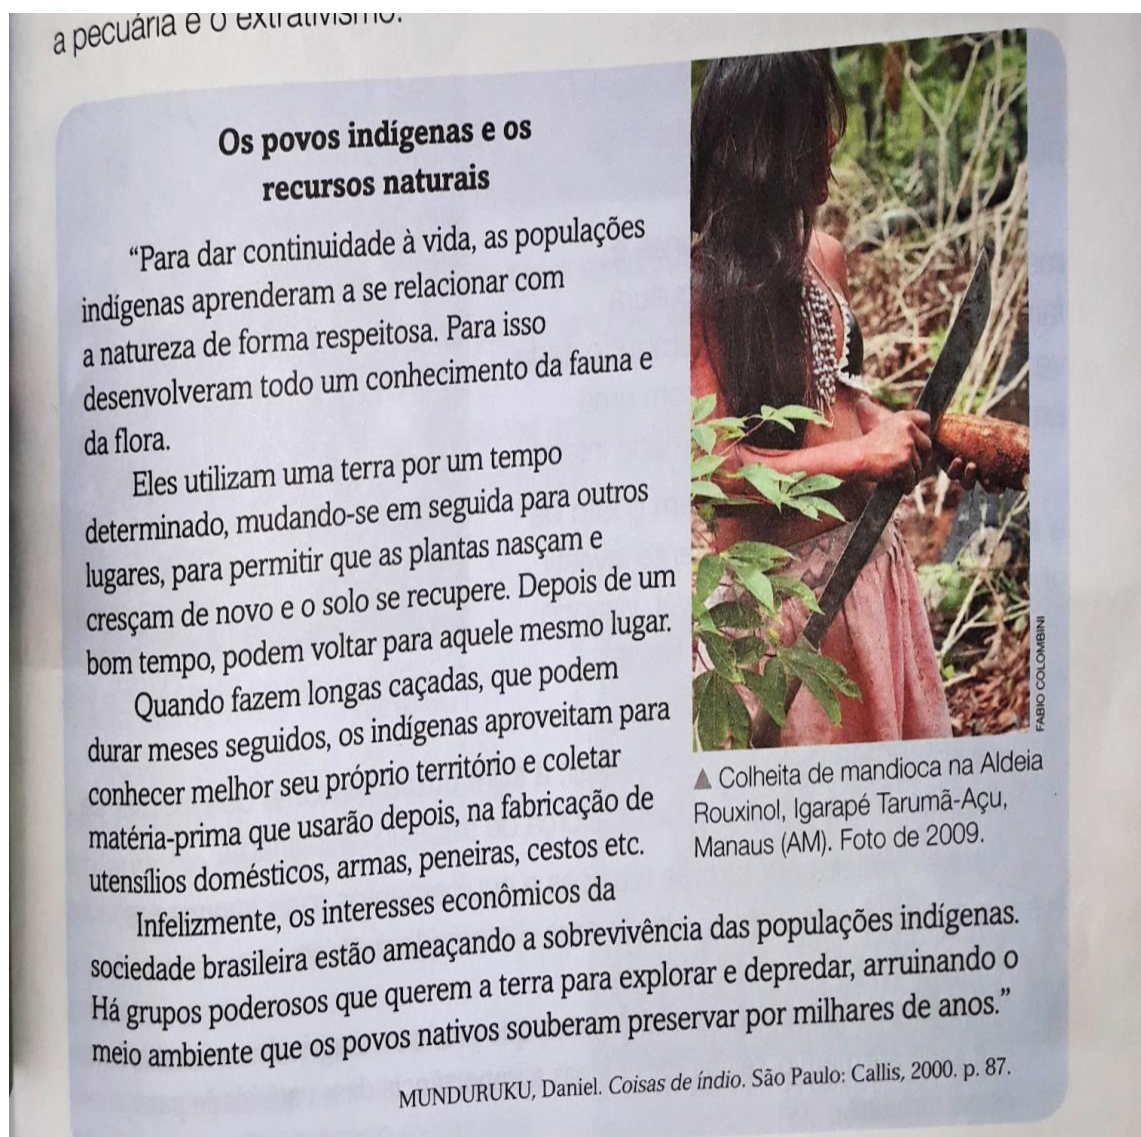 a pecuária e o extrativismo.
Os povos indígenas e os
recursos naturais
“Para dar continuidade à vida, as populações
indígenas aprenderam a se relacionar com
a natureza de forma respeitosa. Para isso
desenvolveram todo um conhecimento da fauna e
da flora.
Eles utilizam uma terra por um tempo
determinado, mudando-se em seguida para outros
lugares, para permitir que as plantas nasçam e
cresçam de novo e o solo se recupere. Depois de um
bom tempo, podem voltar para aquele mesmo lugar.
Quando fazem longas caçadas, que podem
durar meses seguidos, os indígenas aproveitam para
conhecer melhor seu próprio território e coletar
matéria-prima que usarão depois, na fabricação de
utensílios domésticos, armas, peneiras, cestos etc.
Infelizmente, os interesses econômicos da
sociedade brasileira estão ameaçando a sobrevivência das populações indígenas.
Há grupos poderosos que querem a terra para explorar e depredar, arruinando o
meio ambiente que os povos nativos souberam preservar por milhares de anos.”
MUNDURUKU, Daniel. Coisas de índio. São Paulo: Callis, 2000. p. 87.
FABIO COLOMBINI
▲ Colheita de mandioca na Aldeia
Rouxinol, Igarapé Tarumã-Açu,
Manaus (AM). Foto de 2009.